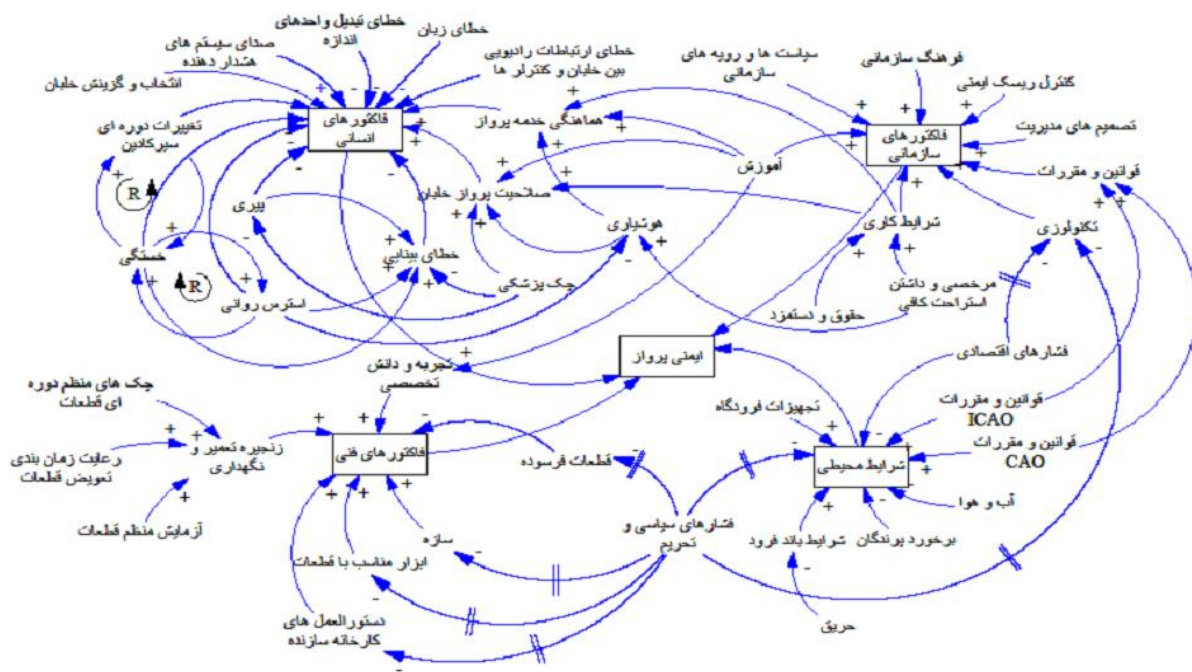 خطای تبدیل واحدهای
اندازه
خطای زبان
صدای سیستم های
هشدار دهنده
انتخاب و گزینش خلبان
خطای ارتباطات رادیویی
بین خلبان و کنترلر ها
سیاست ها و رویه های
سازمانی
فرهنگ سازمانی
کنترل ریسک ایمنی
تصمیم های مدیریت
قوانین و مقررات
فاکتورهای
انسانی
فاکتورهای
سازمانی
هماهنگی خدمه پرواز
تغییرات دوره ای
سیرکادین
آموزش
صلاحیت پرواز خلبان
R
پیری
هوشیاری
شرایط کاری
تکنولوژی
خستگی
خطای بینایی
R
استرس روانی
چک پزشکی
مرخصی و داشتن
استراحت کافی
حقوق و دستمزد
ایمنی پرواز
فشارهای اقتصادی
تجربه و دانش
تخصصی
چک های منظم دوره
ای قطعات
تجهیزات فرودگاه
قوانین و مقررات
ICAO
قوانین و مقررات
CAO
زنجیره تعمیر و
نگهداری
فاکتورهای فنی
قطعات فرسوده
شرایط محیطی
رعایت زمان بندی
تعویض قطعات
آب و هوا
آزمایش منظم قطعات
سازه
فشارهای سیاسی و
تحریم
شرایط باند فرود
برخورد پرندگان
ابزار مناسب با قطعات
دستورالعمل های
کارخانه سازنده
حریق